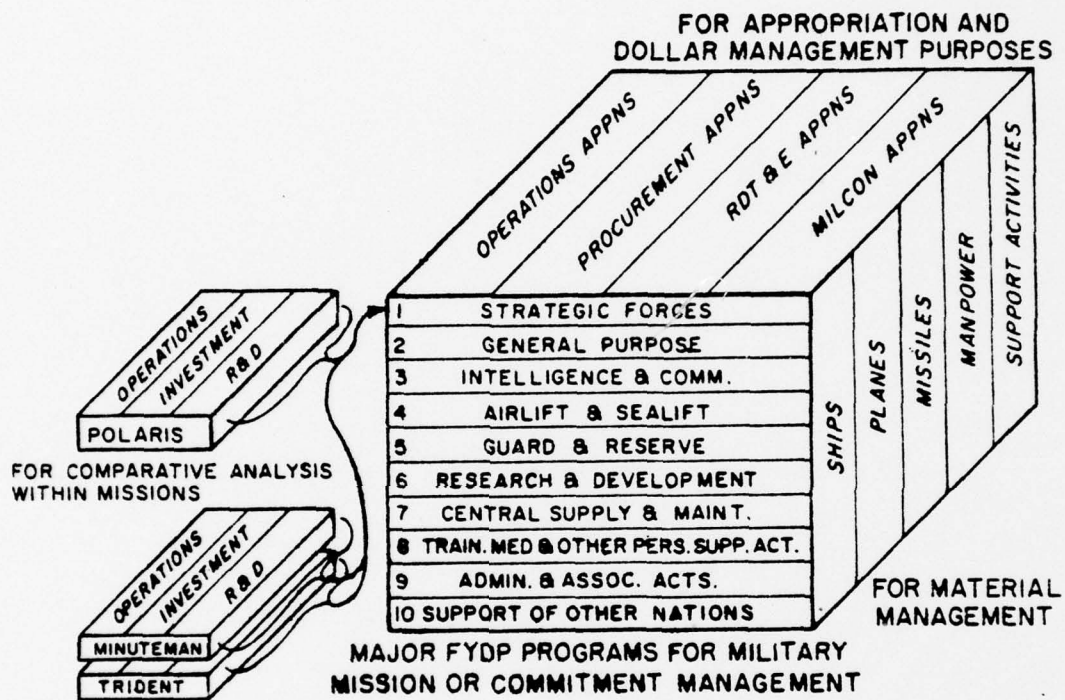 FOR APPROPRIATION AND
DOLLAR MANAGEMENT PURPOSES
OPERATIONS APPNS
PROCUREMENT APPNS
RDT & E APPNS
MILCON APPNS
1 STRATEGIC FORCES
2 GENERAL PURPOSE
3 INTELLIGENCE & COMM.
4 AIRLIFT & SEALIFT
5 GUARD & RESERVE
6 RESEARCH & DEVELOPMENT
7 CENTRAL SUPPLY & MAINT.
8 TRAIN. MED & OTHER PERS. SUPP. ACT.
9 ADMIN. & ASSOC. ACTS.
10 SUPPORT OF OTHER NATIONS
SHIPS
PLANES
MISSILES
MANPOWER
SUPPORT ACTIVITIES
OPERATIONS
INVESTMENT
R&D
POLARIS
FOR COMPARATIVE ANALYSIS
WITHIN MISSIONS
OPERATIONS
INVESTMENT
R&D
MINUTEMAN
TRIDENT
FOR MATERIAL
MANAGEMENT
MAJOR FYDP PROGRAMS FOR MILITARY
MISSION OR COMMITMENT MANAGEMENT